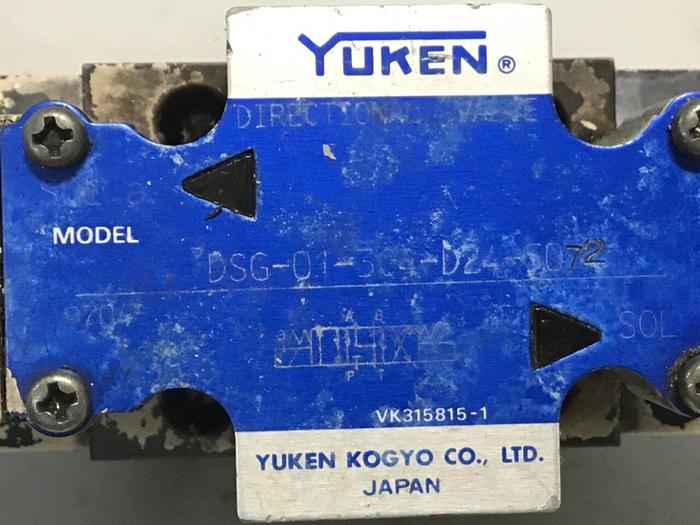 YUKEN®
DIRECTIONAL VALVE
MODEL
DSG-01-3C4-D24-5072
SOL
A B
P T
VK315815-1
YUKEN KOGYO CO., LTD.
JAPAN